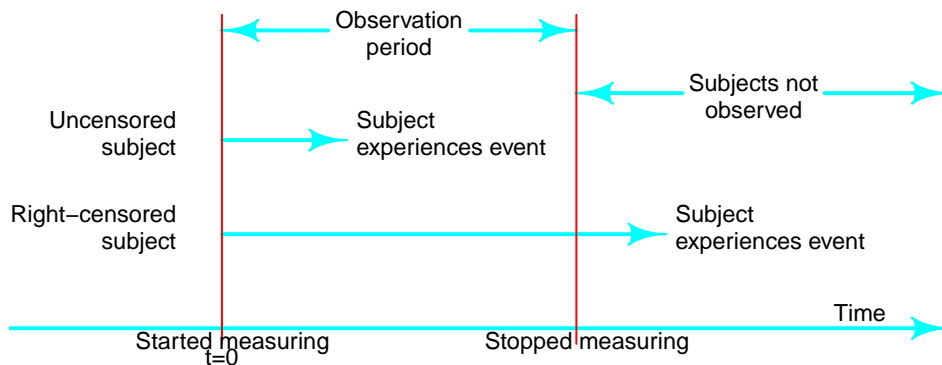 Observation
period
Subjects not
observed
Uncensored
subject
Subject
experiences event
Right−censored
subject
Subject
experiences event
Time
Started measuring
t=0
Stopped measuring